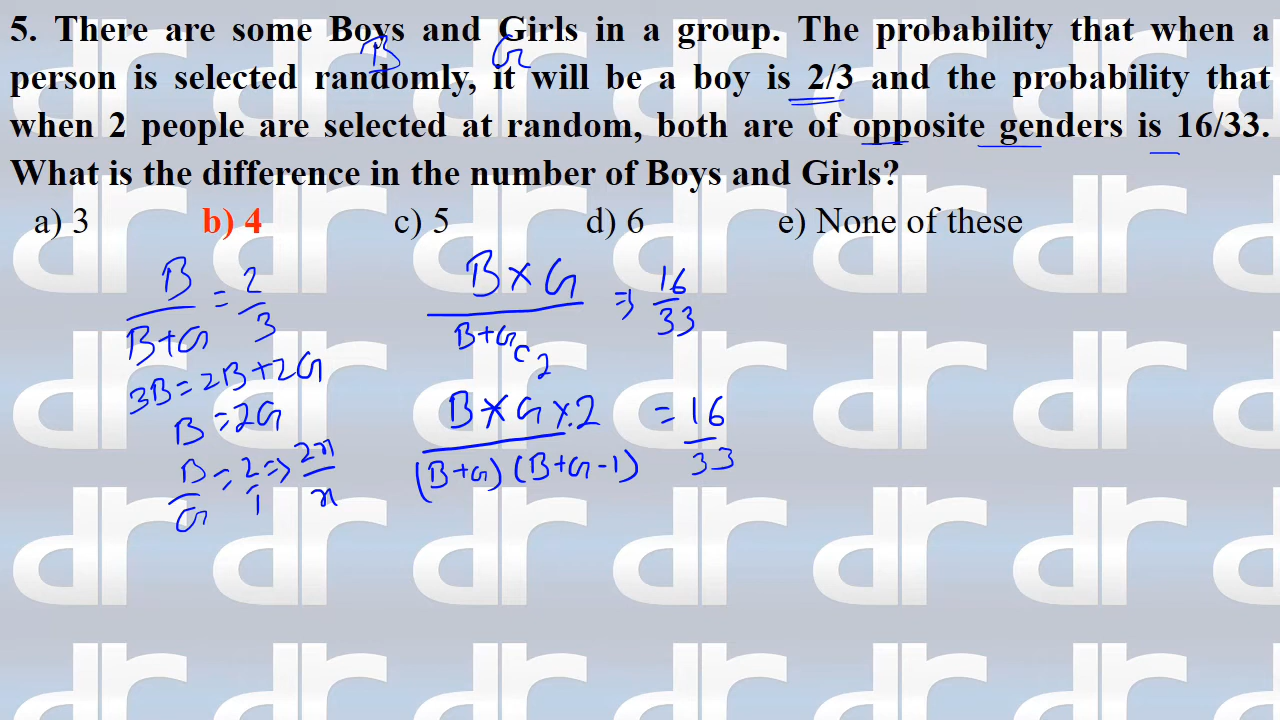 5. There are some Boys and Girls in a group. The probability that when a
B G
person is selected randomly, it will be a boy is 2/3 and the probability that
when 2 people are selected at random, both are of opposite genders is 16/33.
What is the difference in the number of Boys and Girls?
a) 3 b) 4 c) 5 d) 6 e) None of these
B/(B+G) = 2/3
3B = 2B + 2G
B = 2G
B/G = 2/1 => 2x/x
B × G / B+G C 2 => 16/33
B × G × 2 / (B+G) (B+G-1) = 16/33